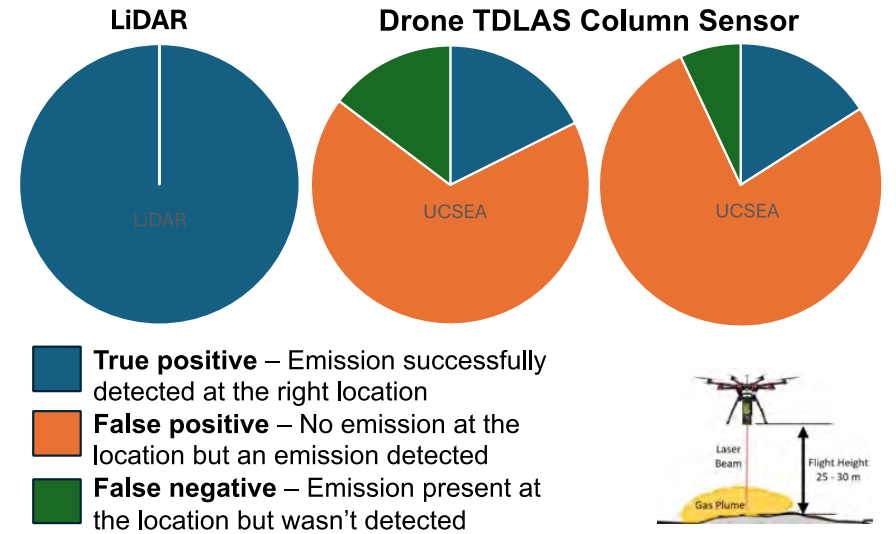 LiDAR
Drone TDLAS Column Sensor
LiDAR
UCSEA
UCSEA
True positive – Emission successfully
detected at the right location
False positive – No emission at the
location but an emission detected
False negative – Emission present at
the location but wasn't detected
Laser
Beam
Flight Height
25 - 30 m
Gas Plume